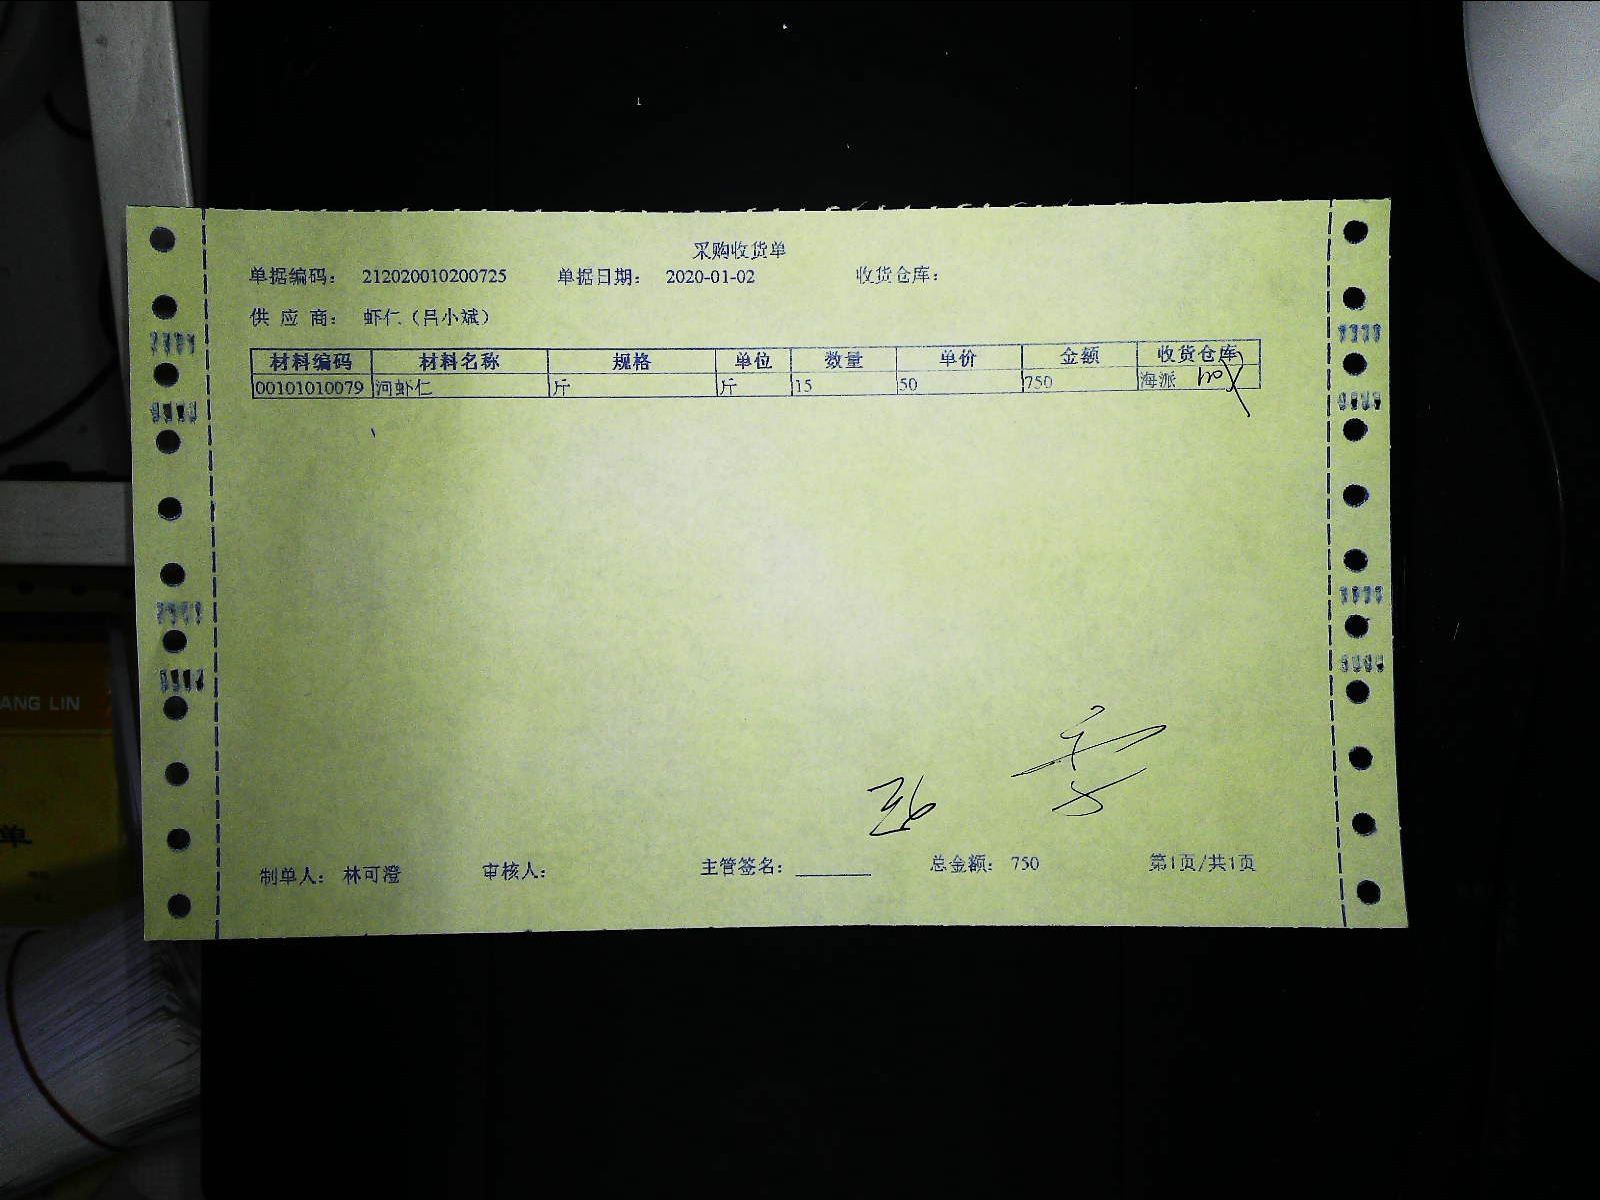 采购收货单
单据编码: 212020010200725 单据日期: 2020-01-02 收货仓库:
供 应 商: 虾仁（吕小斌）
材料编码 材料名称 规格 单位 数量 单价 金额 收货仓库
00101010079 河虾仁 斤 斤 15 50 750 海派
制单人: 林可澄 审核人: 主管签名: ________ 总金额: 750 第1页/共1页
ANG LIN
单